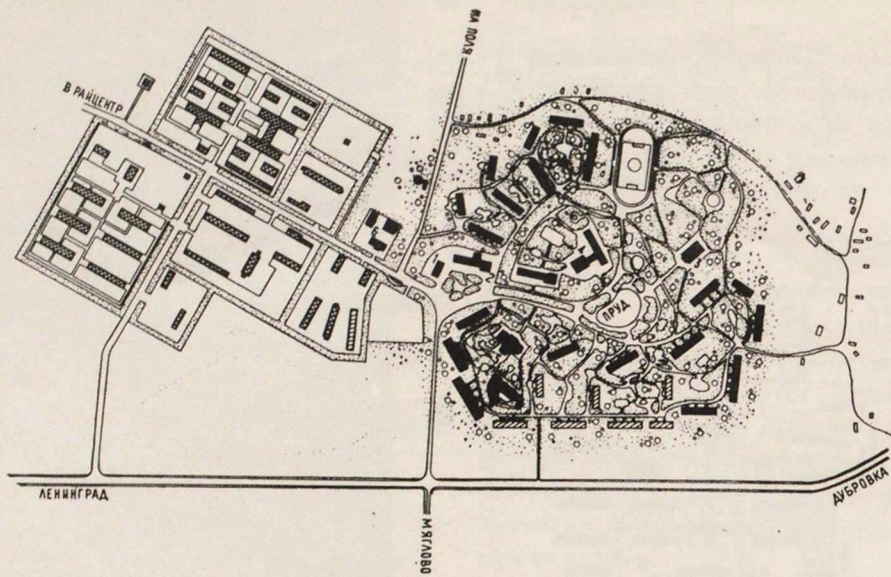 НА ПОЛЯ
В РАЙЦЕНТР
ПРУД
ЛЕНИНГРАД
ДУБРОВКА
МЯГЛОВО